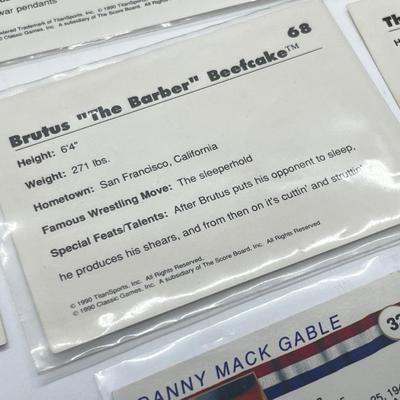 war pendants
Trademark of TitanSports, Inc. © 1990
© 1990 Classic Games, Inc. A subsidiary of The Score Board, Inc.
68
Brutus "The Barber" Beefcake™
Height: 6'4"
Weight: 271 lbs.
Hometown: San Francisco, California
Famous Wrestling Move: The sleeperhold
Special Feats/Talents: After Brutus puts his opponent to sleep,
he produces his shears, and from then on it's cuttin' and struttin'.
© 1990 TitanSports, Inc. All Rights Reserved.
© 1990 Classic Games, Inc. A subsidiary of The Score Board, Inc. All Rights Reserved.
DANNY MACK GABLE